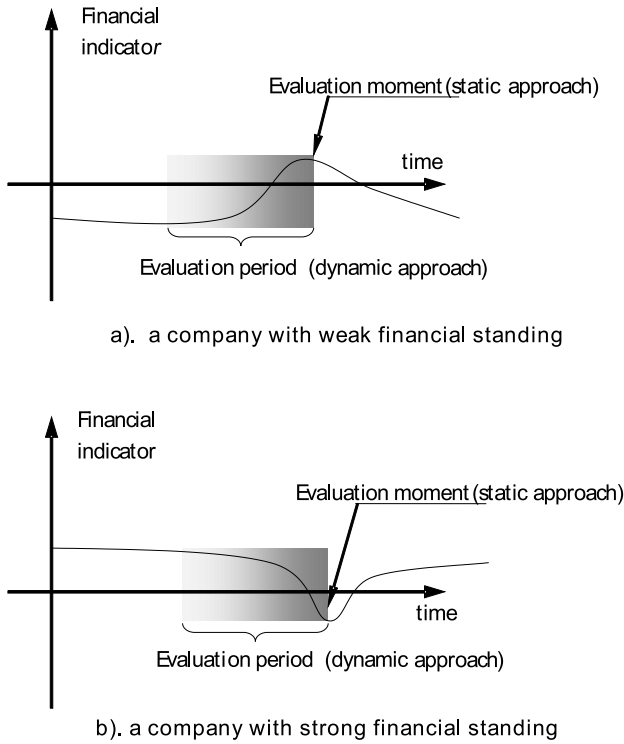 Financial
indicator
Evaluation moment (static approach)
time
Evaluation period (dynamic approach)
a). a company with weak financial standing
Financial
indicator
Evaluation moment (static approach)
time
Evaluation period (dynamic approach)
b). a company with strong financial standing